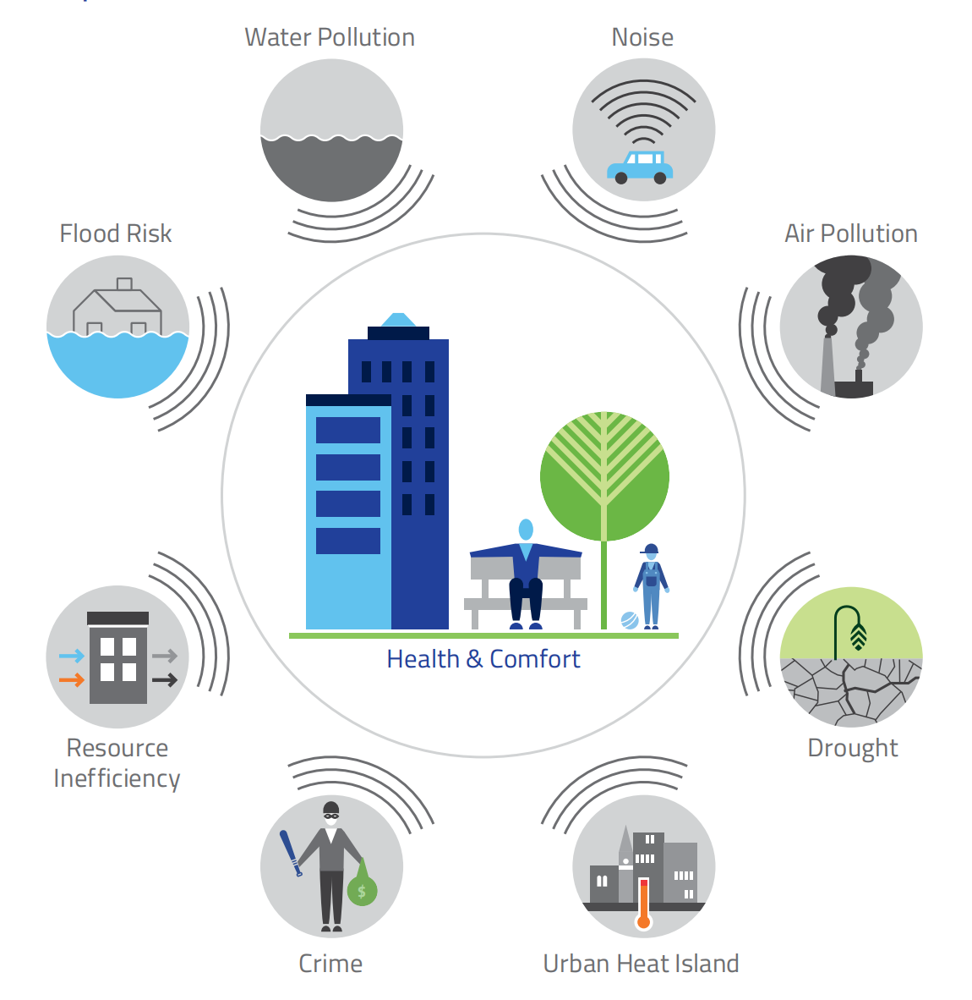 Water Pollution
Noise
Flood Risk
Air Pollution
Health & Comfort
Resource
Inefficiency
Drought
$
Crime
Urban Heat Island